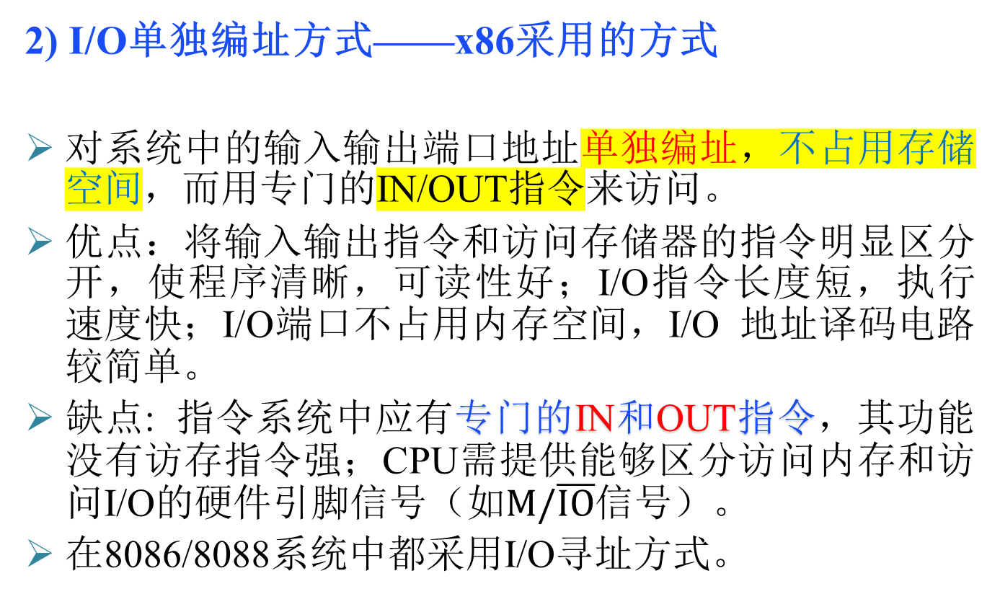 2) I/O单独编址方式——x86采用的方式
➢ 对系统中的输入输出端口地址单独编址，不占用存储
空间，而用专门的IN/OUT指令来访问。
➢ 优点：将输入输出指令和访问存储器的指令明显区分
开，使程序清晰，可读性好；I/O指令长度短，执行
速度快；I/O端口不占用内存空间，I/O 地址译码电路
较简单。
➢ 缺点: 指令系统中应有专门的IN和OUT指令，其功能
没有访存指令强；CPU需提供能够区分访问内存和访
问I/O的硬件引脚信号（如M/I̅O̅信号）。
➢ 在8086/8088系统中都采用I/O寻址方式。